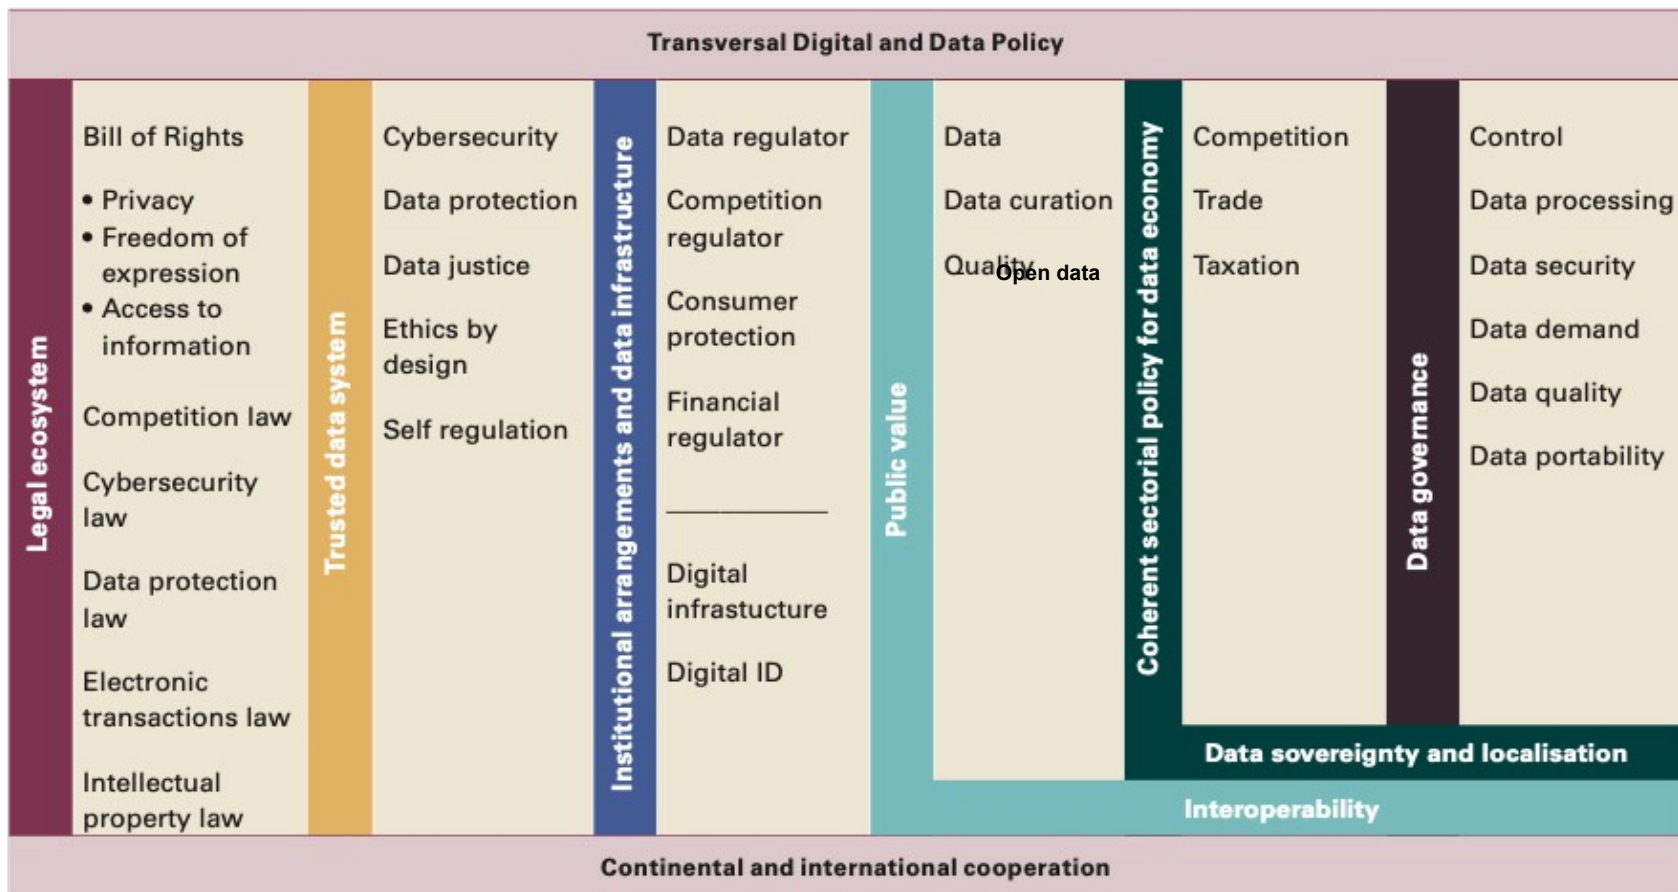 Transversal Digital and Data Policy
Legal ecosystem
Bill of Rights
• Privacy
• Freedom of
expression
• Access to
information
Competition law
Cybersecurity
law
Data protection
law
Electronic
transactions law
Intellectual
property law
Trusted data system
Cybersecurity
Data protection
Data justice
Ethics by
design
Self regulation
Institutional arrangements and data infrastructure
Data regulator
Competition
regulator
Consumer
protection
Financial
regulator
Digital
infrastucture
Digital ID
Public value
Data
Data curation
Quality
Open data
Coherent sectorial policy for data economy
Competition
Trade
Taxation
Data governance
Control
Data processing
Data security
Data demand
Data quality
Data portability
Data sovereignty and localisation
Interoperability
Continental and international cooperation